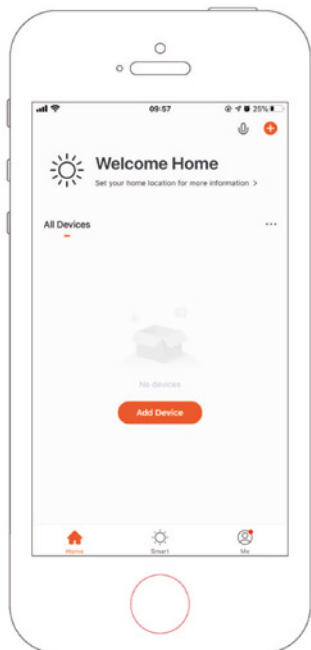 09:57
25%
Welcome Home
Set your home location for more information >
All Devices
...
No devices
Add Device
Home
Smart
Me